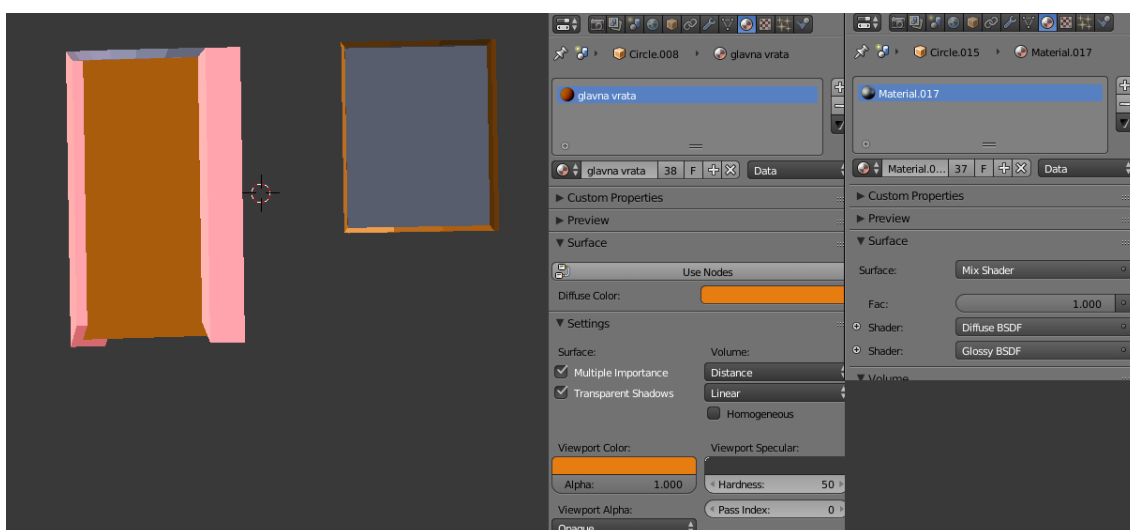 Circle.008
glavna vrata
glavna vrata
glavna vrata
38
F
Data
Custom Properties
Preview
Surface
Use Nodes
Diffuse Color:
Settings
Surface:
Volume:
Multiple Importance
Distance
Transparent Shadows
Linear
Homogeneous
Viewport Color:
Viewport Specular:
Alpha: 1.000
Hardness: 50
Viewport Alpha:
Pass Index: 0
Opaque
Circle.015
Material.017
Material.017
Material.0...
37
F
Data
Custom Properties
Preview
Surface
Surface:
Mix Shader
Fac:
1.000
Shader:
Diffuse BSDF
Shader:
Glossy BSDF
Volume